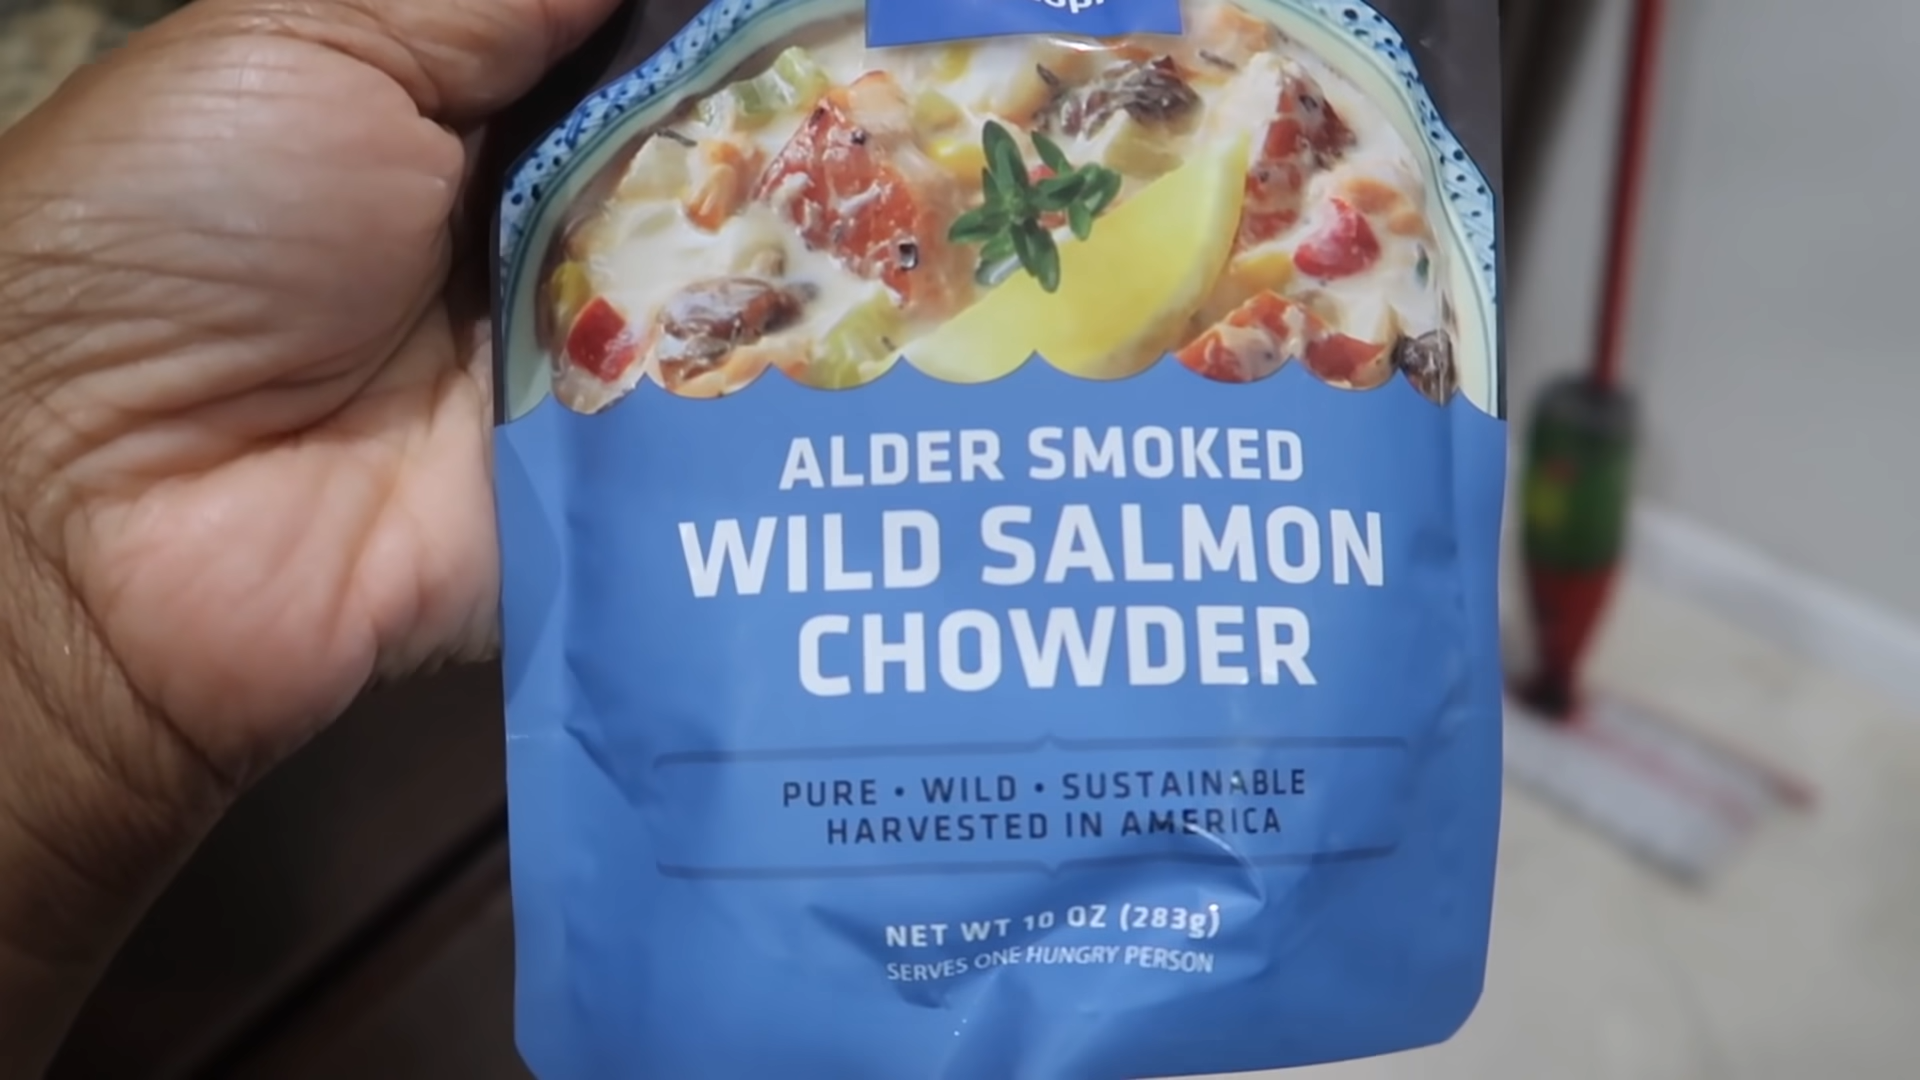 ALDER SMOKED
WILD SALMON
CHOWDER
PURE • WILD • SUSTAINABLE
HARVESTED IN AMERICA
NET WT 10 OZ (283g)
SERVES ONE HUNGRY PERSON